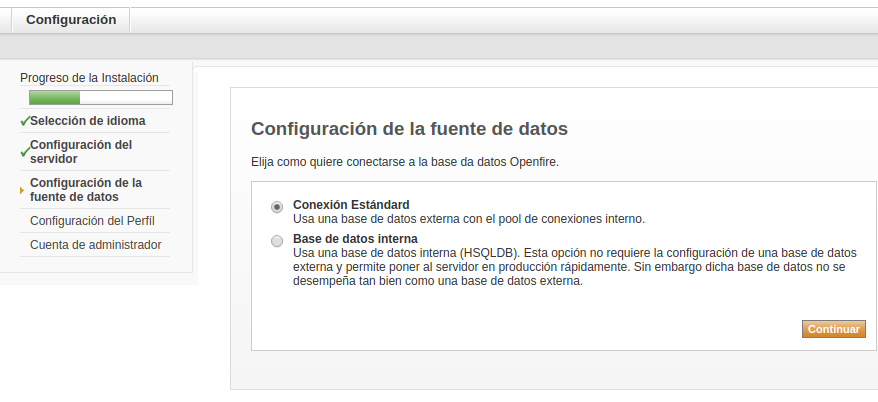 Configuración
Progreso de la Instalación
Selección de idioma
Configuración del
servidor
Configuración de la
fuente de datos
Configuración del Perfíl
Cuenta de administrador
Configuración de la fuente de datos
Elija como quiere conectarse a la base da datos Openfire.
Conexión Estándard
Usa una base de datos externa con el pool de conexiones interno.
Base de datos interna
Usa una base de datos interna (HSQLDB). Esta opción no requiere la configuración de una base de datos
externa y permite poner al servidor en producción rápidamente. Sin embargo dicha base de datos no se
desempeña tan bien como una base de datos externa.
Continuar